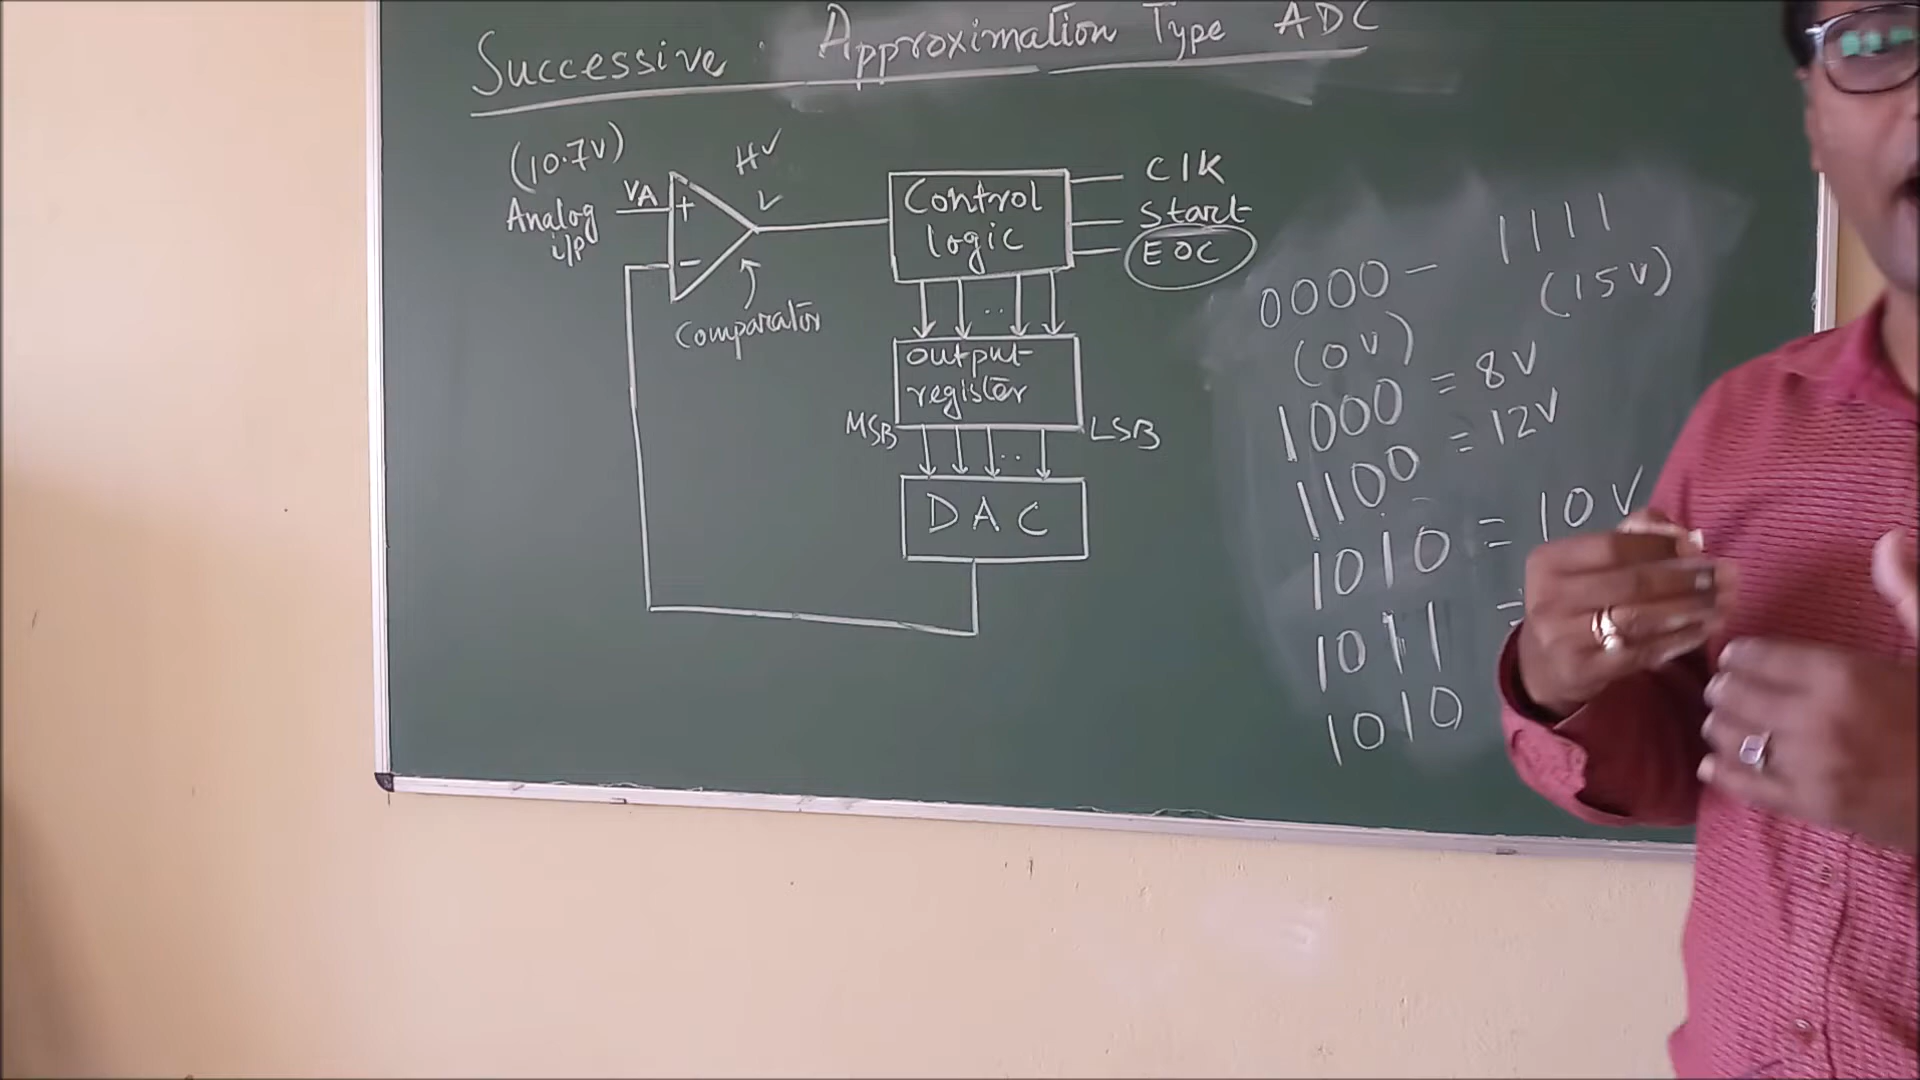 Successive Approximation Type ADC
(10.7V)
VA
Analog
i/p
+
−
H✓
L
Comparator
Control
logic
ClK
Start
EOC
..
output
register
MSB
LSB
..
DAC
0000 − 1111
(0V)
(15V)
1000 = 8V
1100 = 12V
1010 = 10V
1011 =
1010